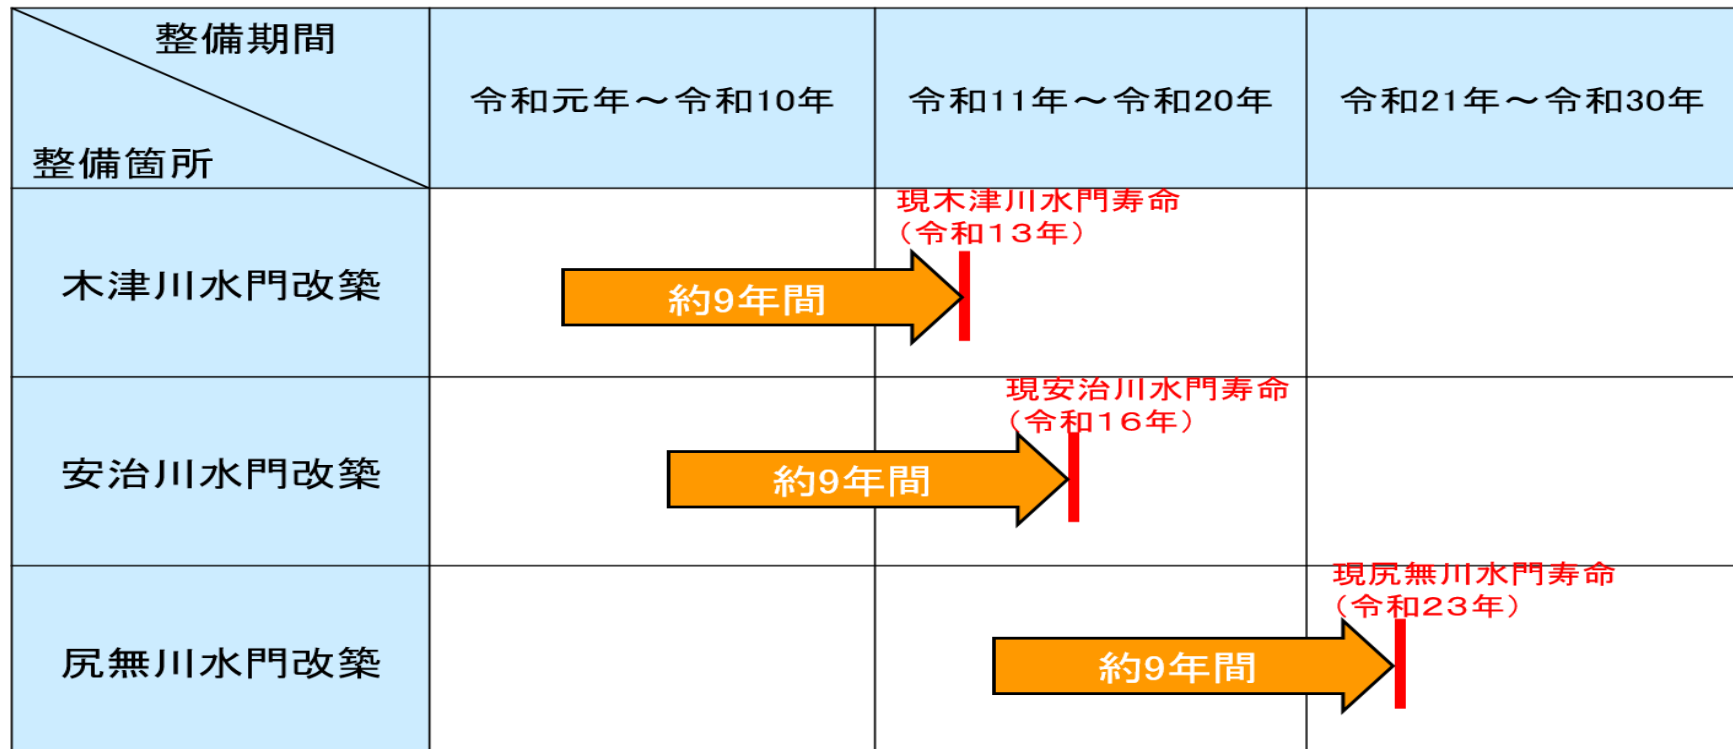 整備期間
整備箇所
令和元年～令和10年
令和11年～令和20年
令和21年～令和30年
木津川水門改築
約9年間
現木津川水門寿命
（令和13年）
安治川水門改築
約9年間
現安治川水門寿命
（令和16年）
尻無川水門改築
約9年間
現尻無川水門寿命
（令和23年）